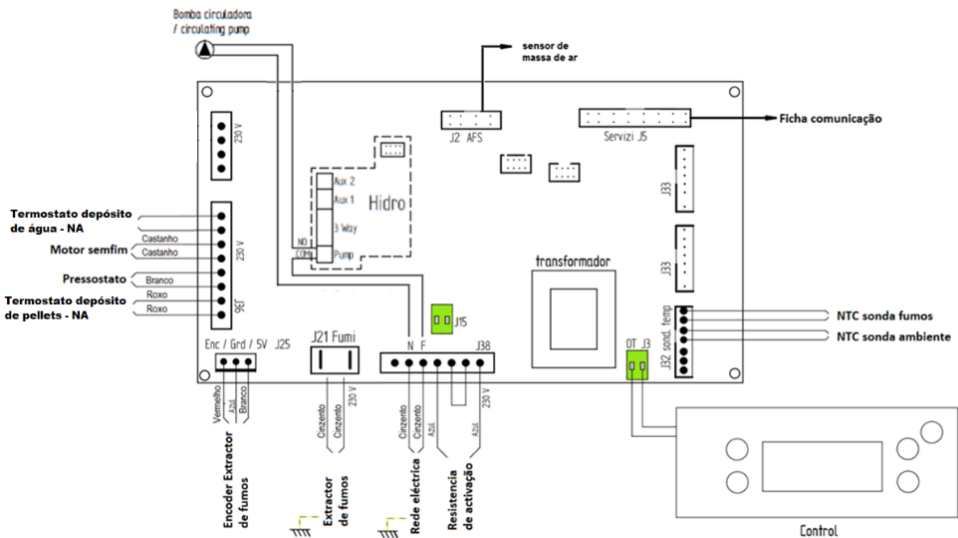 Bomba circuladora
/ circulating pump
sensor de
massa de ar
J2 AFS
Servizi J5
Ficha comunicação
230 V
Aux 2
Aux 1
Hidro
3 Way
NO
COM
Pump
J33
J33
Termostato depósito
de água - NA
Motor semfim
Castanho
Castanho
230 V
Pressostato
Branco
Termostato depósito
de pellets - NA
Roxo
Roxo
J36
transformador
J15
NTC sonda fumos
NTC sonda ambiente
J32 sond. temp
Enc / Grd / 5V J25
J21 Fumi
N F
J38
OT J3
Vermelho
Azul
Branco
Cinzento
Cinzento
230 V
Cinzento
Cinzento
Azul
Azul
230 V
Encoder Extractor
de fumos
Extractor
de fumos
Rede eléctrica
Resistencia
de activação
Control